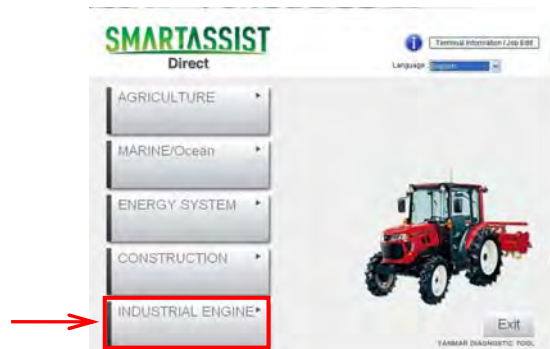 SMARTASSIST
Direct
Terminal Information / Job Edit
Language
English
AGRICULTURE
MARINE/Ocean
ENERGY SYSTEM
CONSTRUCTION
INDUSTRIAL ENGINE
Exit
YANMAR DIAGNOSTIC TOOL